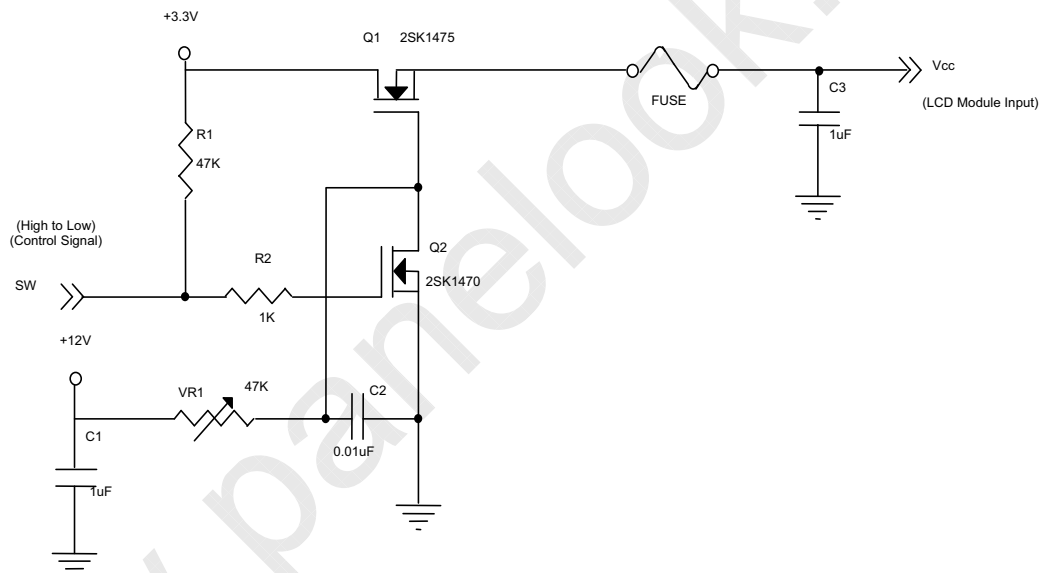 +3.3V
Q1 2SK1475
Vcc
(LCD Module Input)
FUSE
C3
1uF
R1
47K
(High to Low)
(Control Signal)
SW
R2
1K
Q2
2SK1470
+12V
VR1
47K
C2
0.01uF
C1
1uF
panelook.